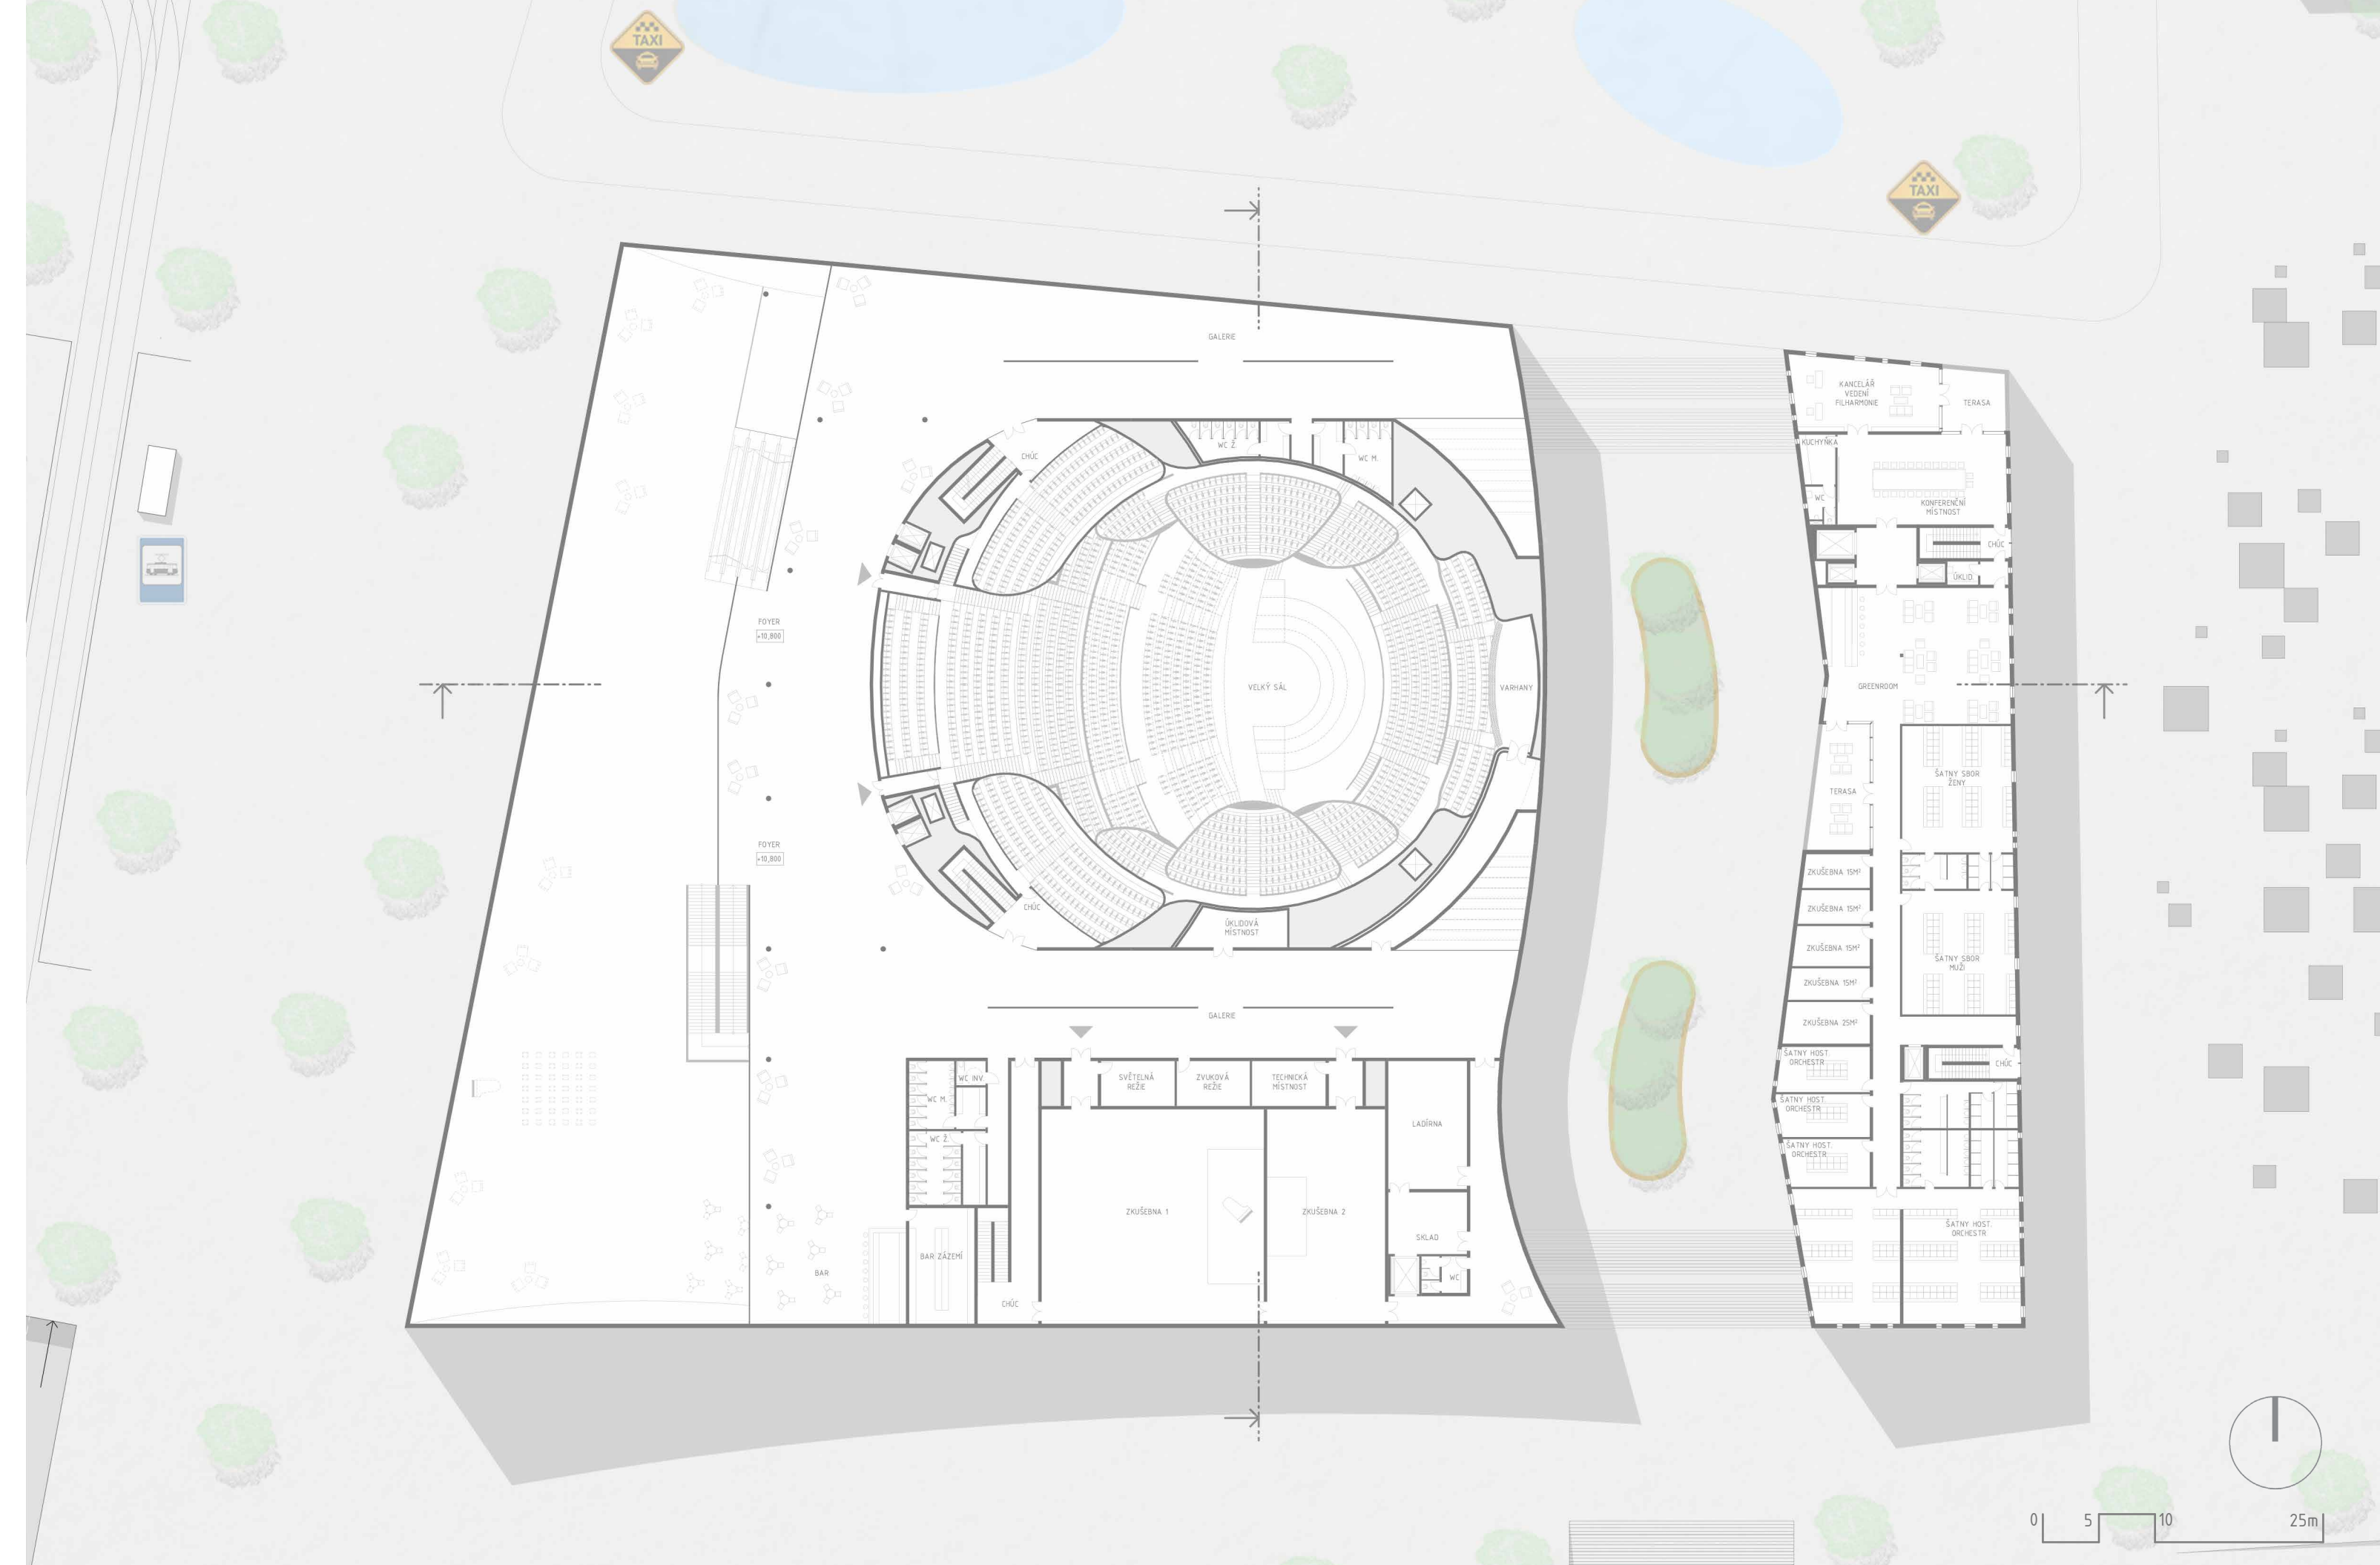 TAXI
TAXI
GALERIE
KANCELÁŘ
VEDENÍ
FILHARMONIE
TERASA
KUCHYŇKA
WC Ž.
WC M.
CHÚC
WC
KONFERENČNÍ
MÍSTNOST
CHÚC
ÚKLID
FOYER
+10,800
VELKÝ SÁL
VARHANY
GREENROOM
ŠATNY SBOR
ŽENY
TERASA
FOYER
+10,800
ZKUŠEBNA 15M²
CHÚC
ÚKLIDOVÁ
MÍSTNOST
ZKUŠEBNA 15M²
ZKUŠEBNA 15M²
ŠATNY SBOR
MUŽI
ZKUŠEBNA 15M²
GALERIE
ZKUŠEBNA 25M²
ŠATNY HOST.
ORCHESTR
CHÚC
WC INV.
SVĚTELNÁ
REŽIE
ZVUKOVÁ
REŽIE
TECHNICKÁ
MÍSTNOST
WC M.
ŠATNY HOST.
ORCHESTR
LADÍRNA
WC Ž.
ŠATNY HOST.
ORCHESTR
ZKUŠEBNA 1
ZKUŠEBNA 2
SKLAD
ŠATNY HOST.
ORCHESTR
BAR
BAR ZÁZEMÍ
WC
CHÚC
0 5 10 25m